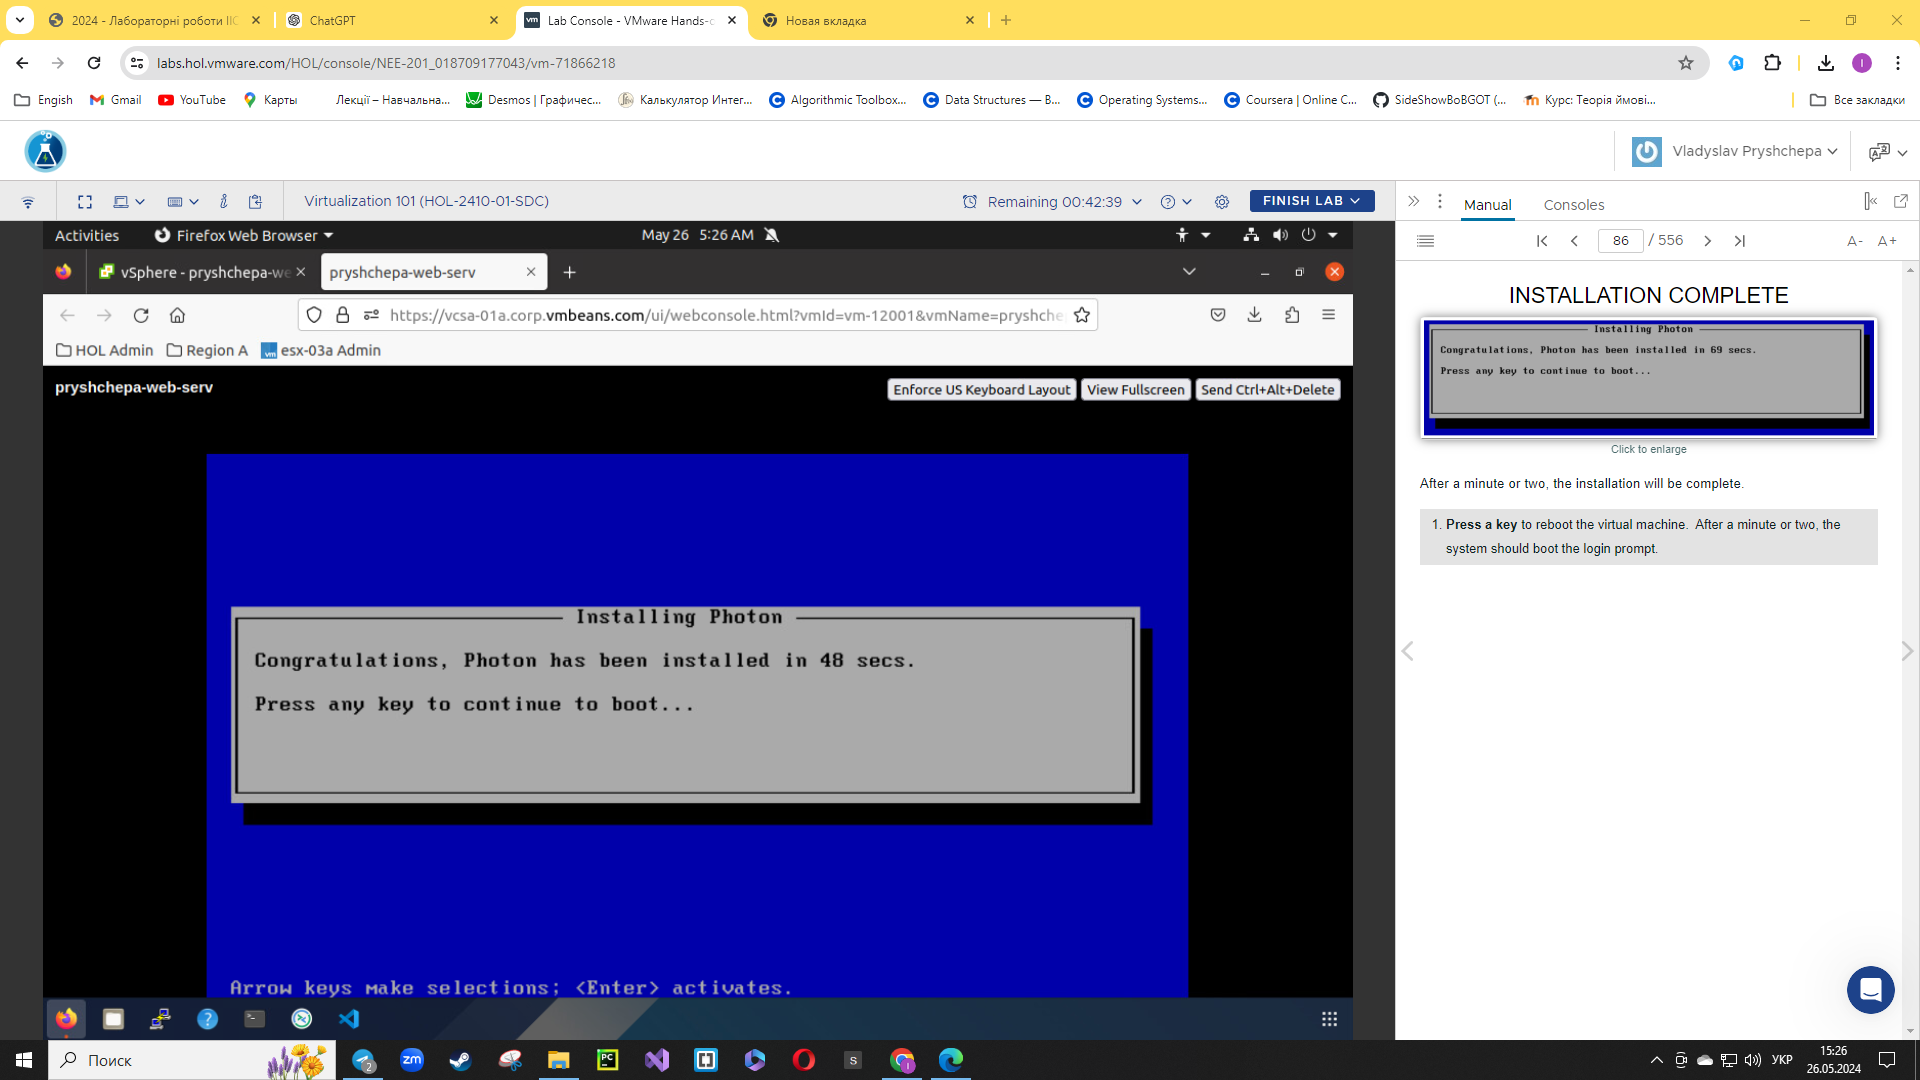 2024 - Лабораторні роботи ІІС
ChatGPT
Lab Console - VMware Hands-o
Новая вкладка
labs.hol.vmware.com/HOL/console/NEE-201_018709177043/vm-71866218
I
Engish
Gmail
YouTube
Карты
Лекції – Навчальна...
Desmos | Графичес...
Калькулятор Интег...
Algorithmic Toolbox...
Data Structures — B...
Operating Systems...
Coursera | Online C...
SideShowBoBGOT (...
Курс: Теорія ймові...
Все закладки
Vladyslav Pryshchepa
Virtualization 101 (HOL-2410-01-SDC)
Remaining 00:42:39
FINISH LAB
Manual
Consoles
86 / 556
A- A+
Activities
Firefox Web Browser
May 26 5:26 AM
vSphere - pryshchepa-we
pryshchepa-web-serv
https://vcsa-01a.corp.vmbeans.com/ui/webconsole.html?vmId=vm-12001&vmName=pryshche
HOL Admin
Region A
vm
esx-03a Admin
pryshchepa-web-serv
Enforce US Keyboard Layout
View Fullscreen
Send Ctrl+Alt+Delete
Installing Photon
Congratulations, Photon has been installed in 48 secs.
Press any key to continue to boot...
Arrow keys make selections; <Enter> activates.
INSTALLATION COMPLETE
Installing Photon
Congratulations, Photon has been installed in 69 secs.
Press any key to continue to boot...
Click to enlarge
After a minute or two, the installation will be complete.
1. Press a key to reboot the virtual machine. After a minute or two, the
system should boot the login prompt.
Поиск
2
zm
PC
S
УКР
15:26
26.05.2024